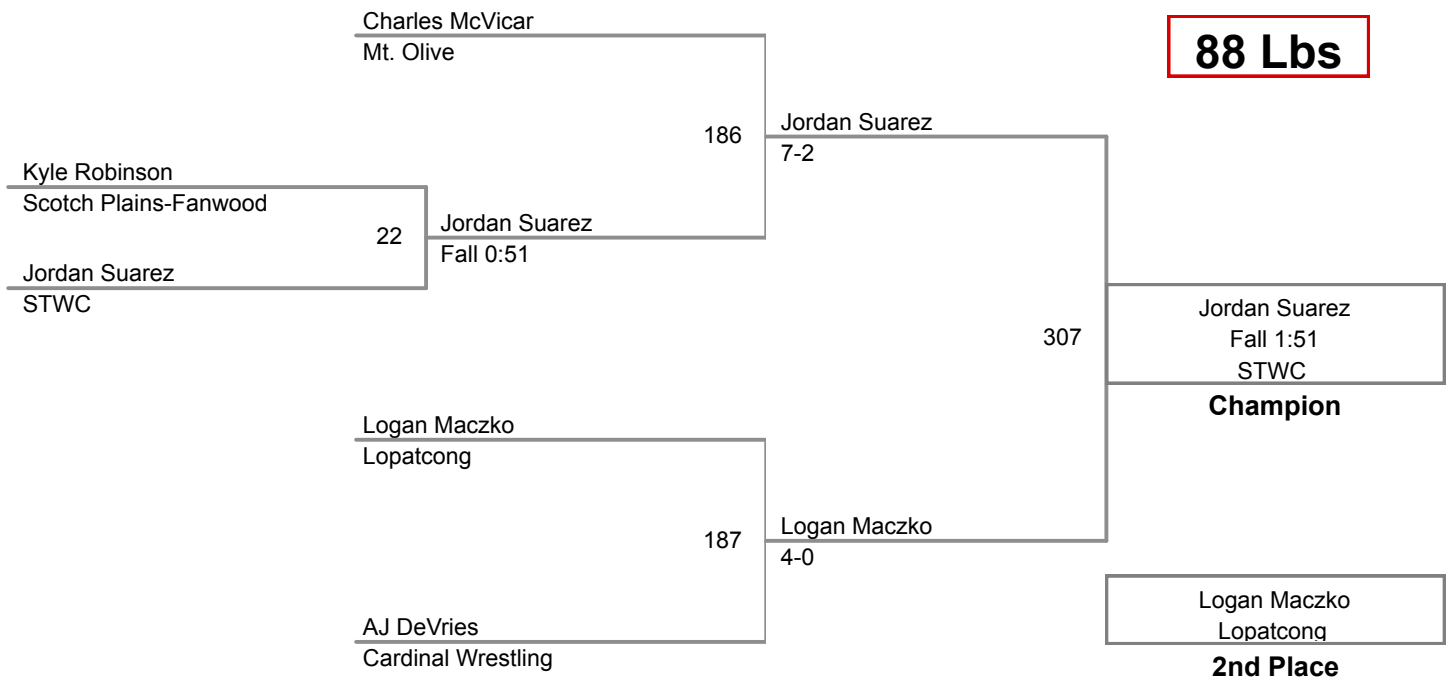 Charles McVicar
Mt. Olive
88 Lbs
186
Jordan Suarez
7-2
Kyle Robinson
Scotch Plains-Fanwood
22
Jordan Suarez
Fall 0:51
Jordan Suarez
STWC
307
Jordan Suarez
Fall 1:51
STWC
Champion
Logan Maczko
Lopatcong
187
Logan Maczko
4-0
AJ DeVries
Cardinal Wrestling
Logan Maczko
Lopatcong
2nd Place